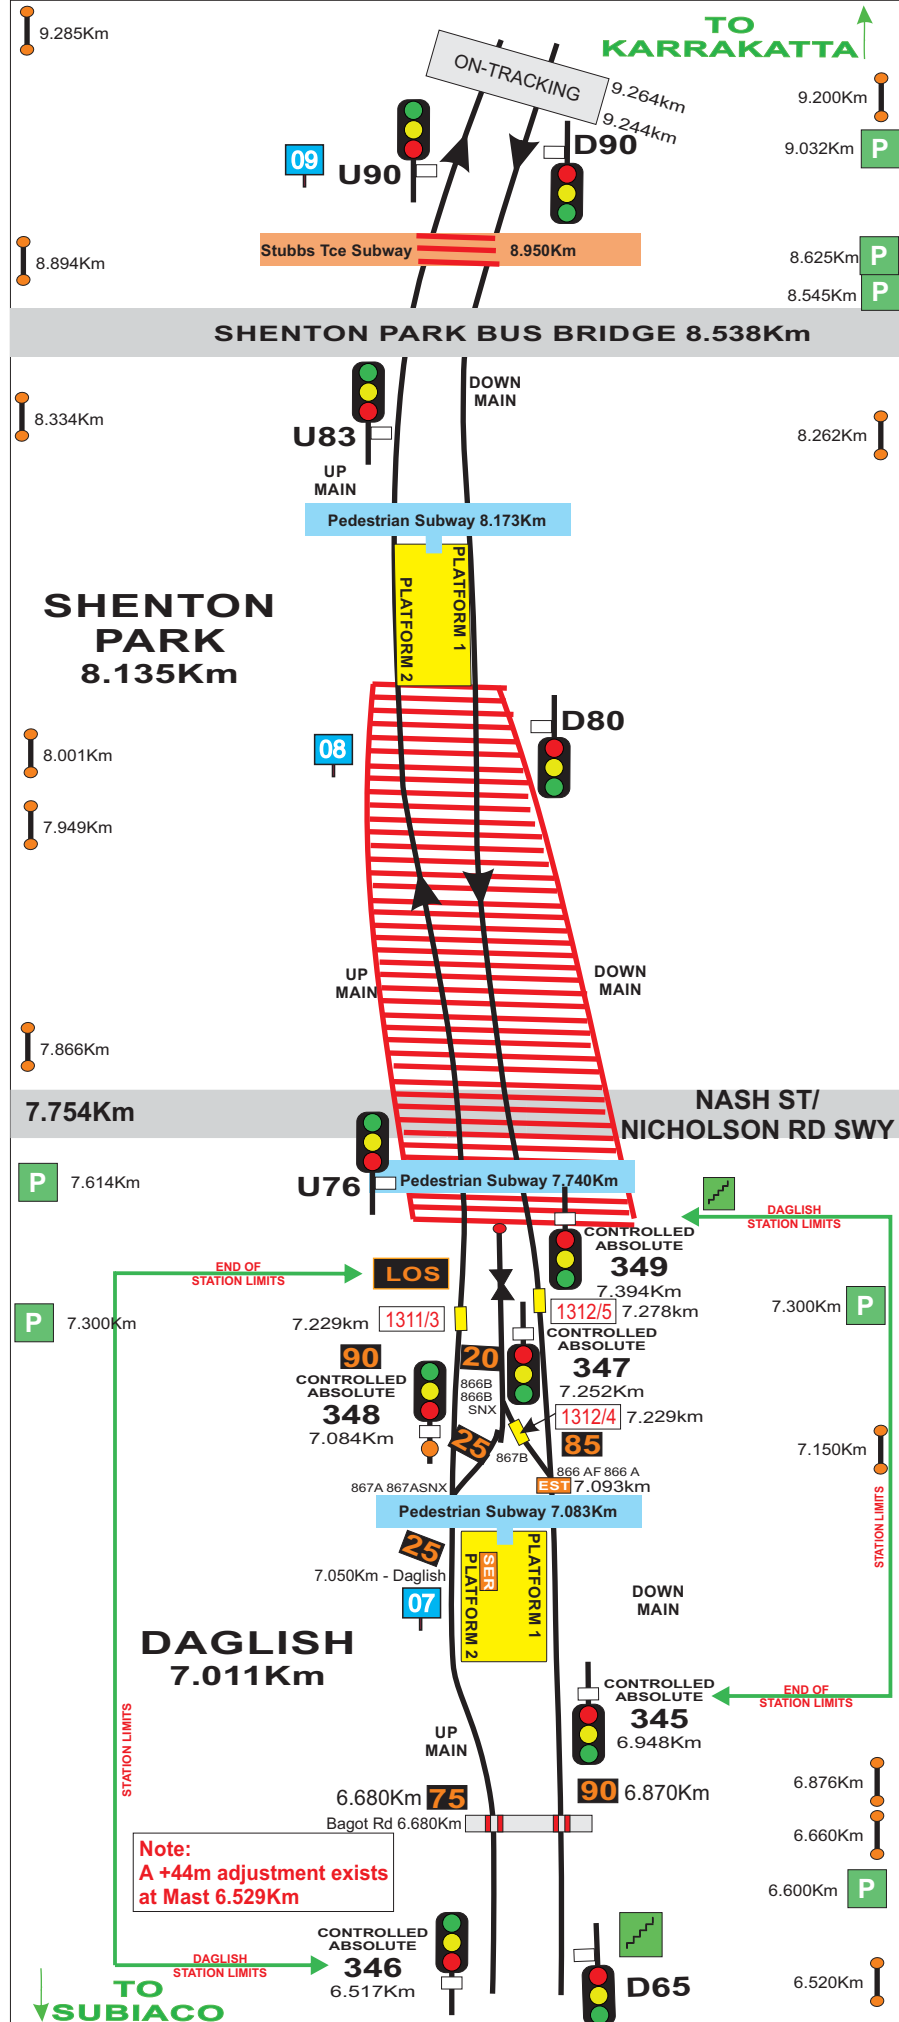 9.285Km
TO
KARRAKATTA
ON-TRACKING
9.264km
9.244km
9.200Km
9.032Km
P
09
U90
D90
Stubbs Tce Subway
8.950Km
8.894Km
8.625Km
P
8.545Km
P
SHENTON PARK BUS BRIDGE 8.538Km
DOWN
MAIN
8.334Km
U83
8.262Km
UP
MAIN
Pedestrian Subway 8.173Km
PLATFORM 1
PLATFORM 2
SHENTON
PARK
8.135Km
D80
08
8.001Km
7.949Km
UP
MAIN
DOWN
MAIN
7.866Km
7.754Km
NASH ST/
NICHOLSON RD SWY
P
7.614Km
U76
Pedestrian Subway 7.740Km
DAGLISH
STATION LIMITS
CONTROLLED
ABSOLUTE
349
7.394Km
END OF
STATION LIMITS
LOS
P
7.300Km
7.229km
1311/3
1312/5
7.278km
7.300Km
P
90
20
CONTROLLED
ABSOLUTE
347
7.252Km
CONTROLLED
ABSOLUTE
348
7.084Km
866B
866B
SNX
1312/4
7.229km
25
85
867B
7.150Km
867A 867ASNX
866 AF 866 A
EST
7.093km
STATION LIMITS
Pedestrian Subway 7.083Km
25
7.050Km - Daglish
07
SER
PLATFORM 1
PLATFORM 2
DOWN
MAIN
DAGLISH
7.011Km
CONTROLLED
ABSOLUTE
345
6.948Km
END OF
STATION LIMITS
STATION LIMITS
UP
MAIN
6.680Km
75
90
6.870Km
6.876Km
Bagot Rd 6.680Km
6.660Km
Note:
A +44m adjustment exists
at Mast 6.529Km
6.600Km
P
CONTROLLED
ABSOLUTE
346
6.517Km
DAGLISH
STATION LIMITS
D65
6.520Km
TO
SUBIACO